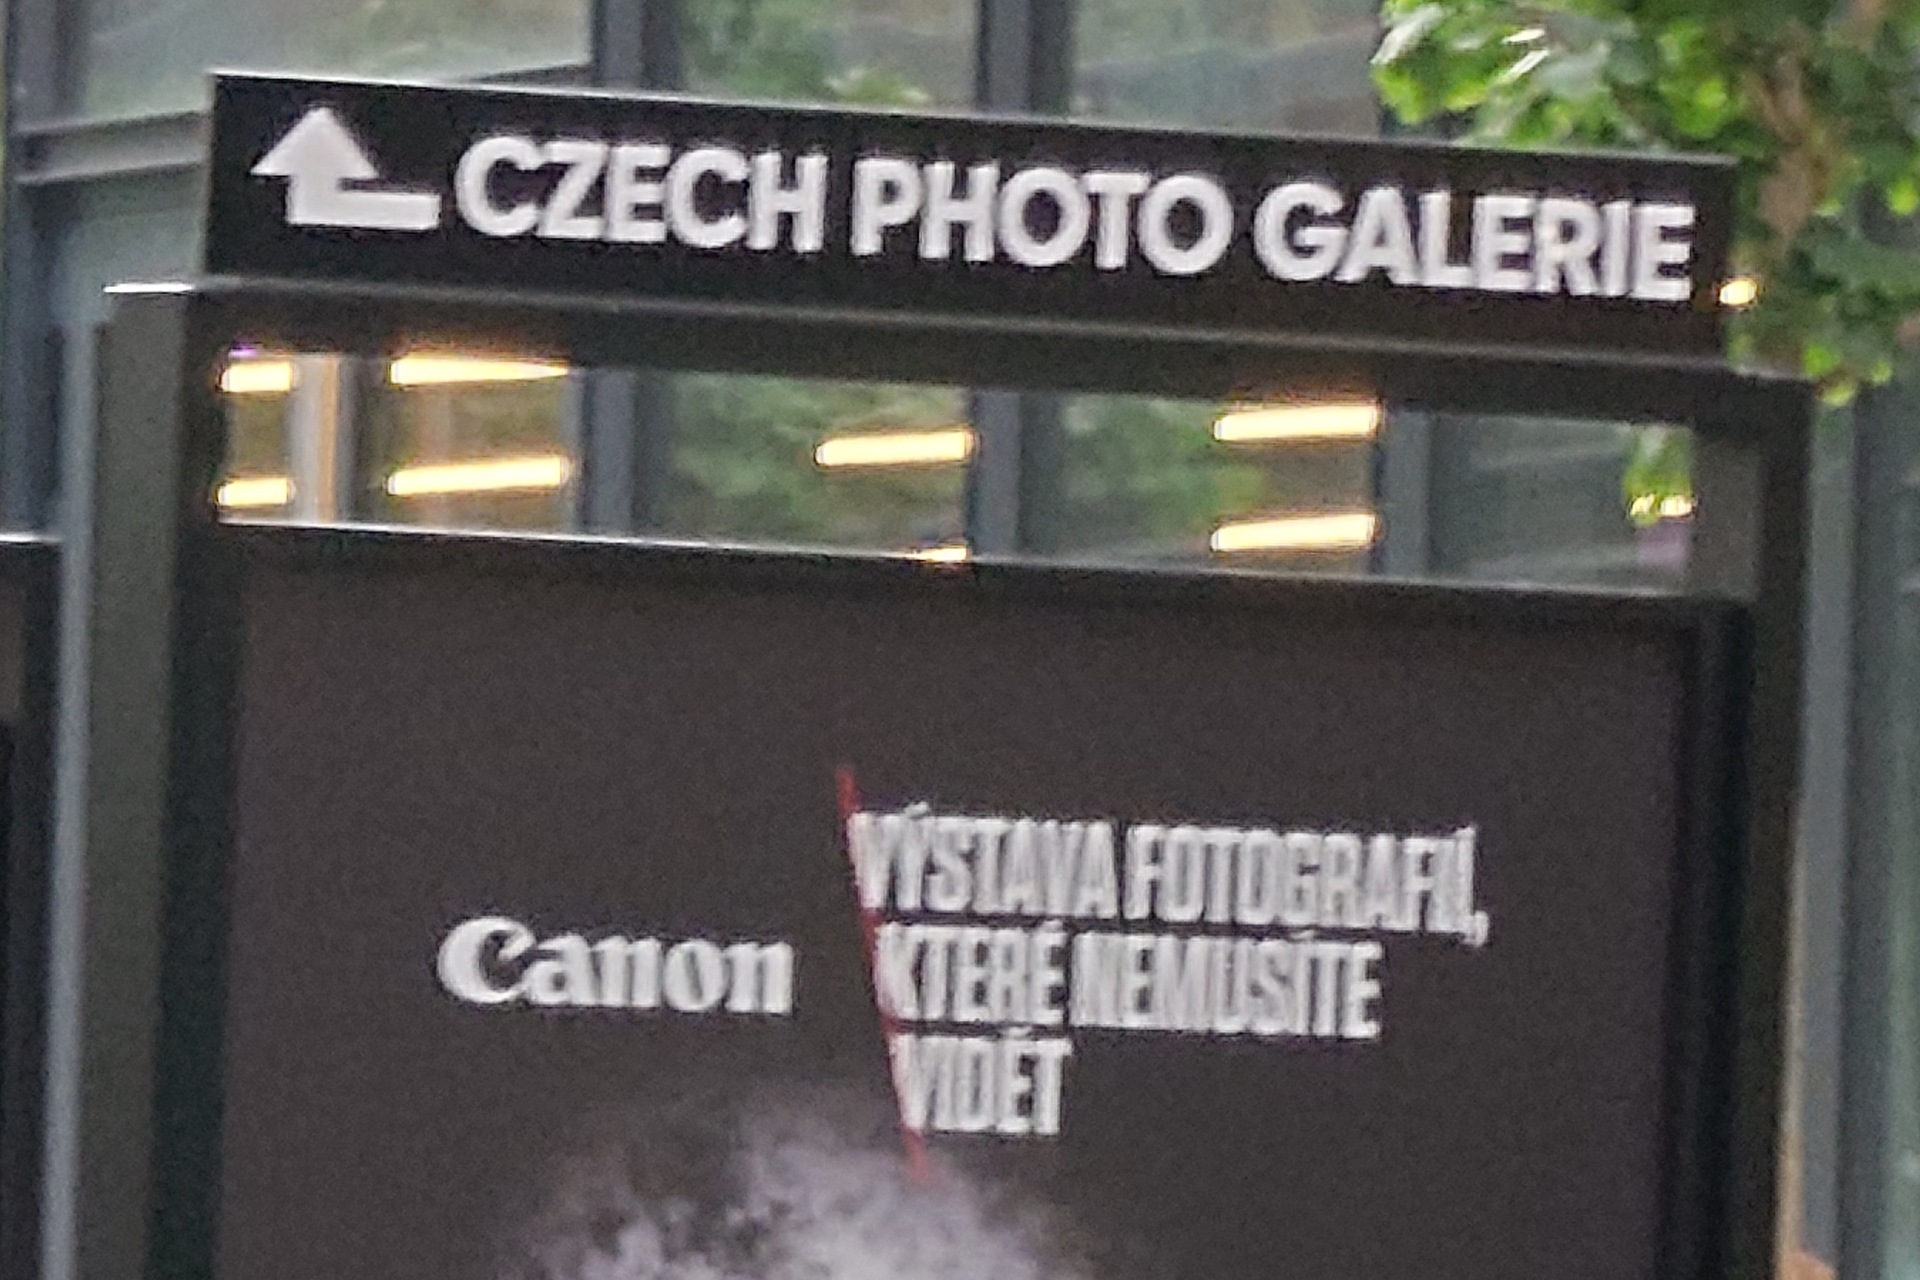 CZECH PHOTO GALERIE
Canon
VÝSTAVA FOTOGRAFIÍ,
KTERÉ NEMUSÍTE
VIDĚT